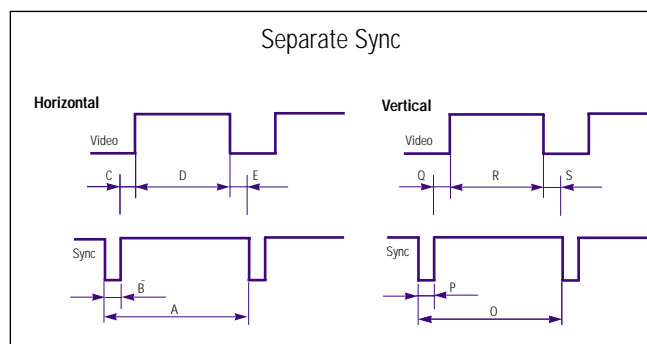 Separate Sync
Horizontal
Video
C
D
E
Sync
B
A
Vertical
Video
Q
R
S
Sync
P
O